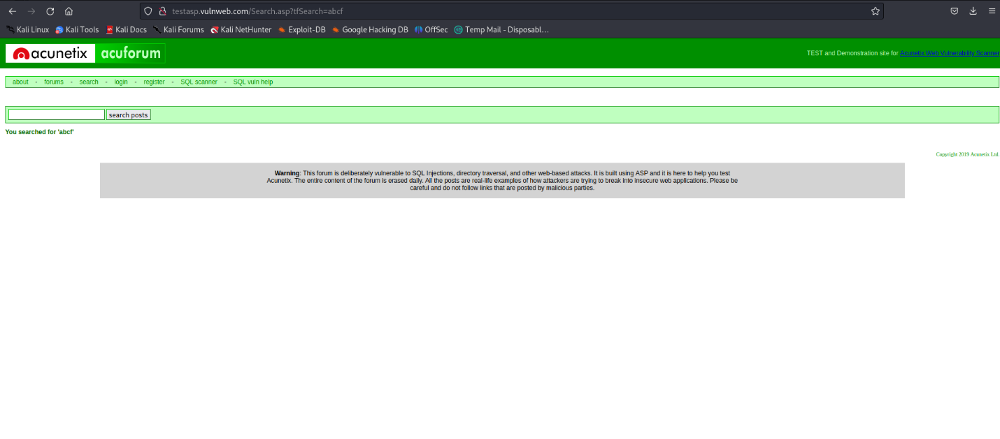 testasp.vulnweb.com/Search.asp?tfSearch=abcf
Kali Linux Kali Tools Kali Docs Kali Forums Kali NetHunter Exploit-DB Google Hacking DB OffSec Temp Mail - Disposabl...
acunetix acuforum TEST and Demonstration site for Acunetix Web Vulnerability Scanner
about - forums - search - login - register - SQL scanner - SQL vuln help
search posts
You searched for 'abcf'
Copyright 2019 Acunetix Ltd.
Warning: This forum is deliberately vulnerable to SQL Injections, directory traversal, and other web-based attacks. It is built using ASP and it is here to help you test
Acunetix. The entire content of the forum is erased daily. All the posts are real-life examples of how attackers are trying to break into insecure web applications. Please be
careful and do not follow links that are posted by malicious parties.